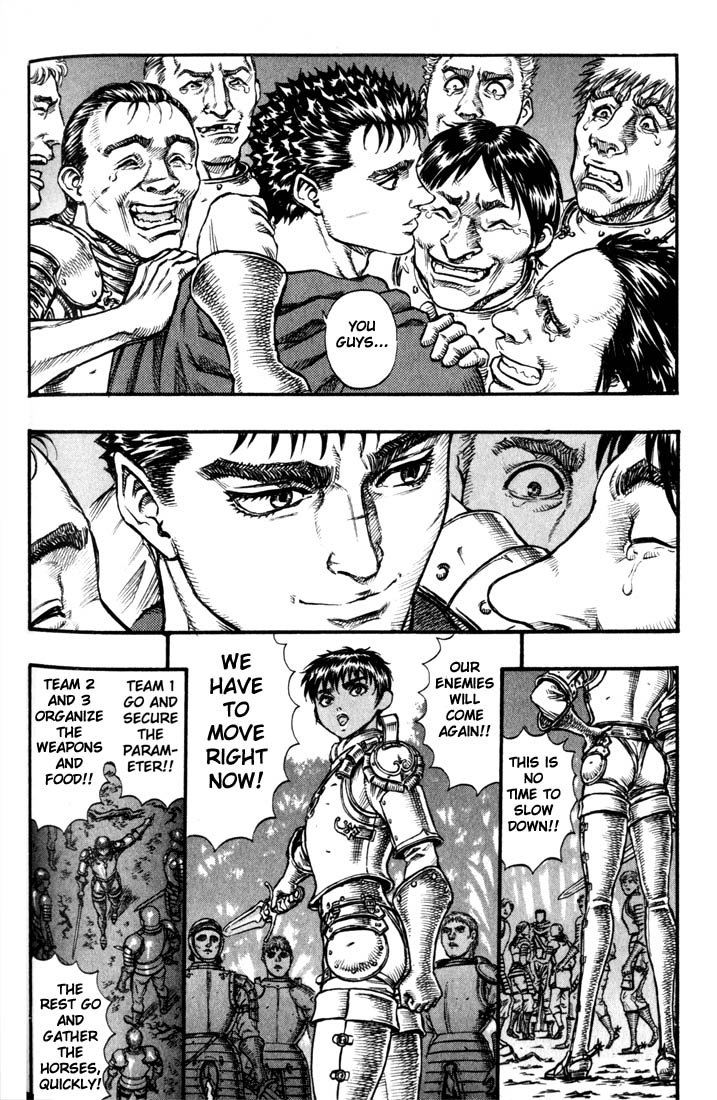 YOU
GUYS...
THIS IS
NO
TIME TO
SLOW
DOWN!!
OUR
ENEMIES
WILL
COME
AGAIN!!
WE
HAVE
TO
MOVE
RIGHT
NOW!
TEAM 1
GO AND
SECURE
THE
PARAM-
ETER!!
TEAM 2
AND 3
ORGANIZE
THE
WEAPONS
AND
FOOD!!
THE
REST GO
AND
GATHER
THE
HORSES,
QUICKLY!